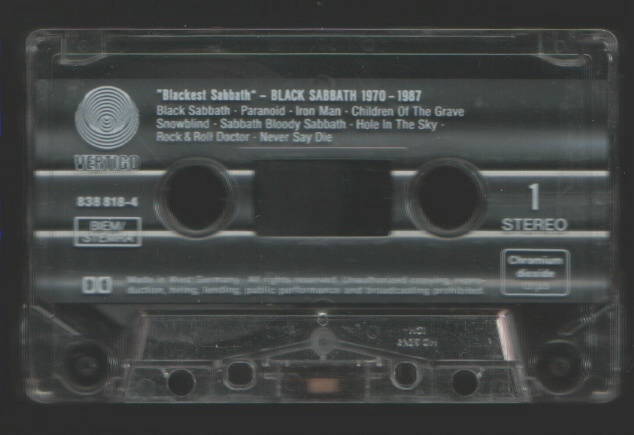 "Blackest Sabbath" - BLACK SABBATH 1970 - 1987
Black Sabbath · Paranoid · Iron Man · Children Of The Grave
Snowblind · Sabbath Bloody Sabbath · Hole In The Sky ·
Rock & Roll Doctor · Never Say Die
VERTIGO
838 818-4
BIEM/
STEMRA
1
STEREO
Chromium
dioxide
Made in West Germany. All rights reserved. Unauthorized copying, repro-
duction, hiring, lending, public performance and broadcasting prohibited.